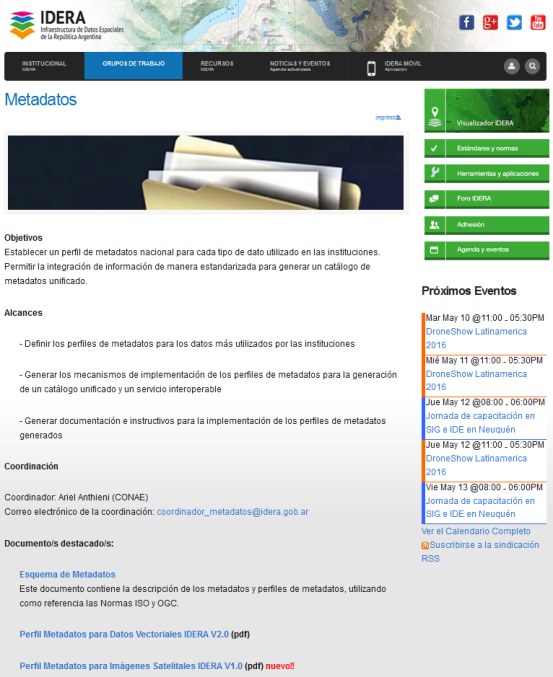 IDERA
Infraestructura de Datos Espaciales
de la República Argentina
INSTITUCIONAL
IDERA
GRUPOS DE TRABAJO
RECURSOS
IDERA
NOTICIAS Y EVENTOS
Agenda actualizada
IDERA MÓVIL
Aplicación
Metadatos
Imprimir
Objetivos
Establecer un perfil de metadatos nacional para cada tipo de dato utilizado en las instituciones.
Permitir la integración de información de manera estandarizada para generar un catálogo de
metadatos unificado.
Alcances
- Definir los perfiles de metadatos para los datos más utilizados por las instituciones
- Generar los mecanismos de implementación de los perfiles de metadatos para la generación
de un catálogo unificado y un servicio interoperable
- Generar documentación e instructivos para la implementación de los perfiles de metadatos
generados
Coordinación
Coordinador: Ariel Anthieni (CONAE)
Correo electrónico de la coordinación: coordinador_metadatos@idera.gob.ar
Documento/s destacado/s:
Esquema de Metadatos
Este documento contiene la descripción de los metadatos y perfiles de metadatos, utilizando
como referencia las Normas ISO y OGC.
Perfil Metadatos para Datos Vectoriales IDERA V2.0 (pdf)
Perfil Metadatos para Imágenes Satelitales IDERA V1.0 (pdf) nuevo!!
Visualizador IDERA
Estándares y normas
Herramientas y aplicaciones
Foro IDERA
Adhesión
Agenda y eventos
Próximos Eventos
Mar May 10 @11:00 - 05:30PM
DroneShow Latinamerica
2016
Mié May 11 @11:00 - 05:30PM
DroneShow Latinamerica
2016
Jue May 12 @08:00 - 06:00PM
Jornada de capacitación en
SIG e IDE en Neuquén
Jue May 12 @11:00 - 05:30PM
DroneShow Latinamerica
2016
Vie May 13 @08:00 - 06:00PM
Jornada de capacitación en
SIG e IDE en Neuquén
Ver el Calendario Completo
Suscribirse a la sindicación
RSS